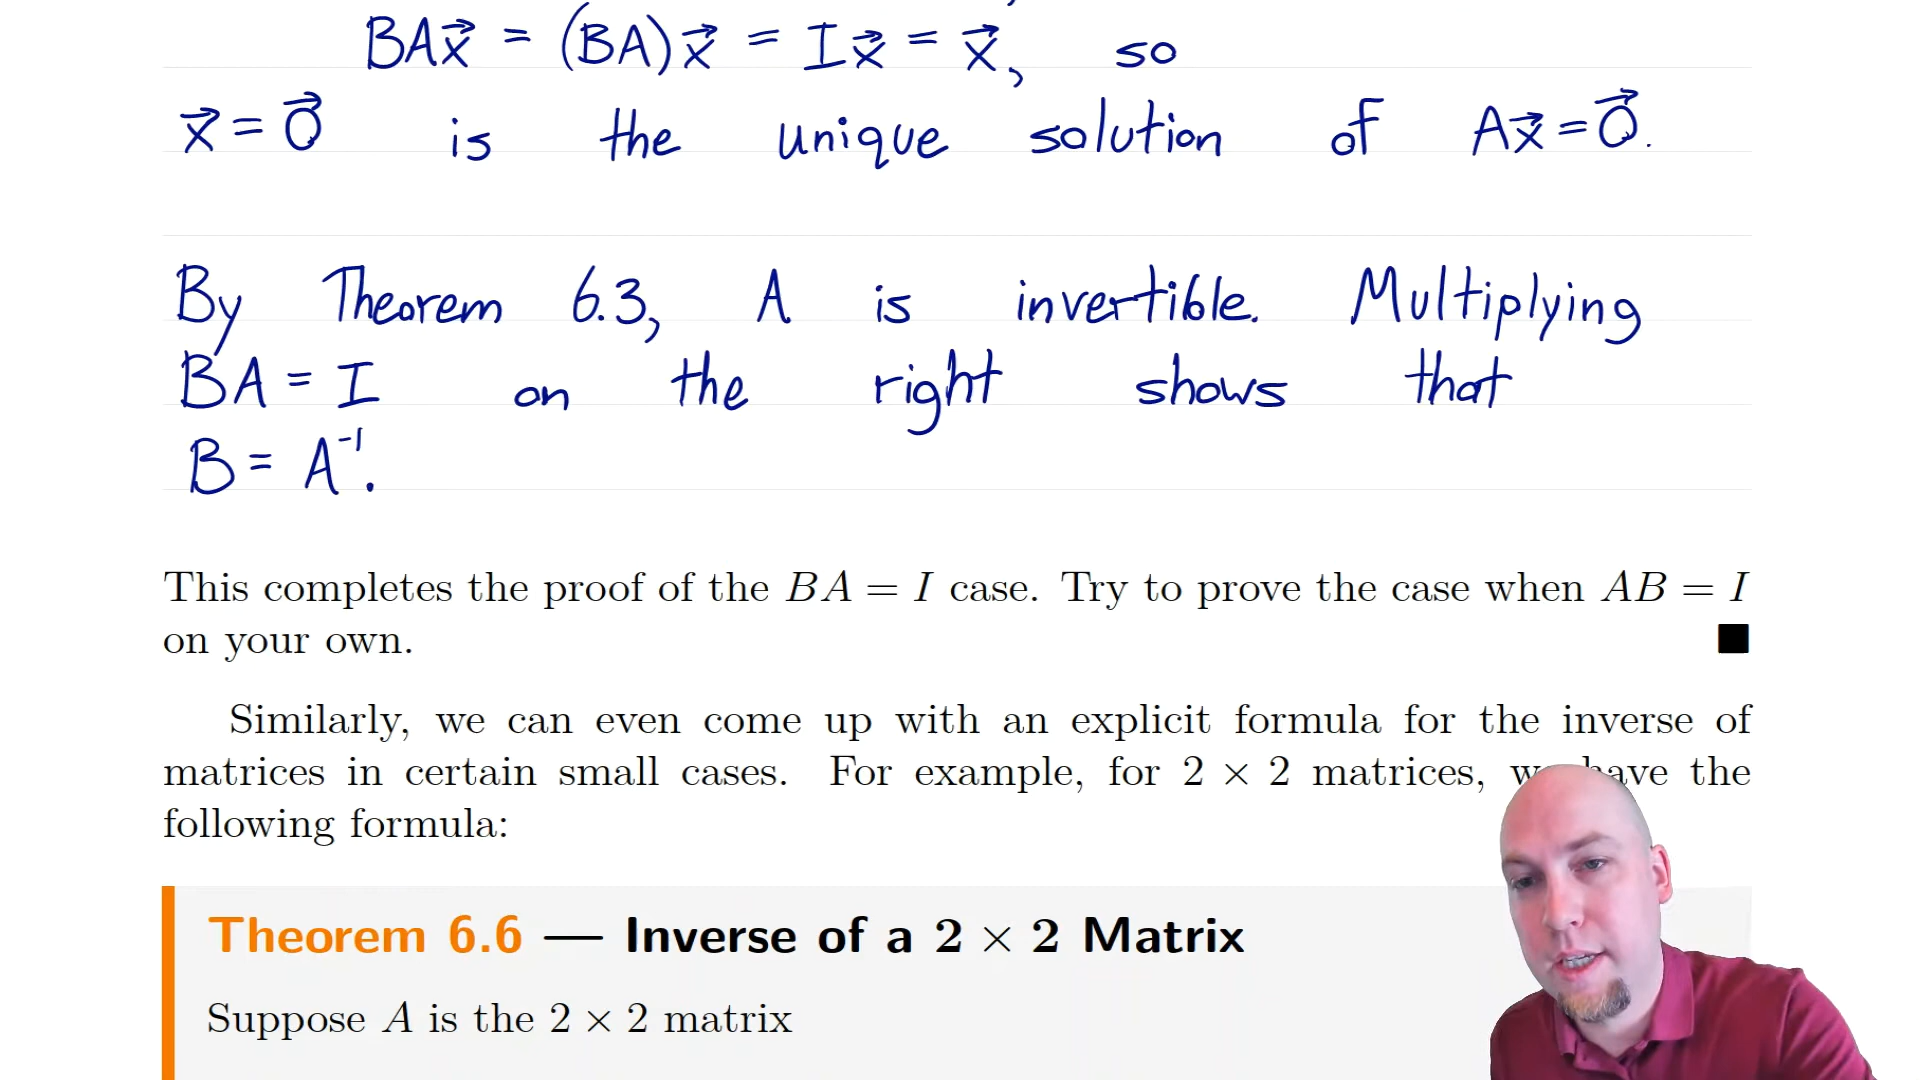 BAx⃗ = (BA)x⃗ = Ix⃗ = x⃗, so
x⃗ = 0⃗ is the unique solution of Ax⃗ = 0⃗.
By Theorem 6.3, A is invertible. Multiplying
BA = I on the right shows that
B = A⁻¹.
This completes the proof of the BA = I case. Try to prove the case when AB = I
on your own. ■
Similarly, we can even come up with an explicit formula for the inverse of
matrices in certain small cases. For example, for 2 × 2 matrices, we have the
following formula:
Theorem 6.6 — Inverse of a 2 × 2 Matrix
Suppose A is the 2 × 2 matrix